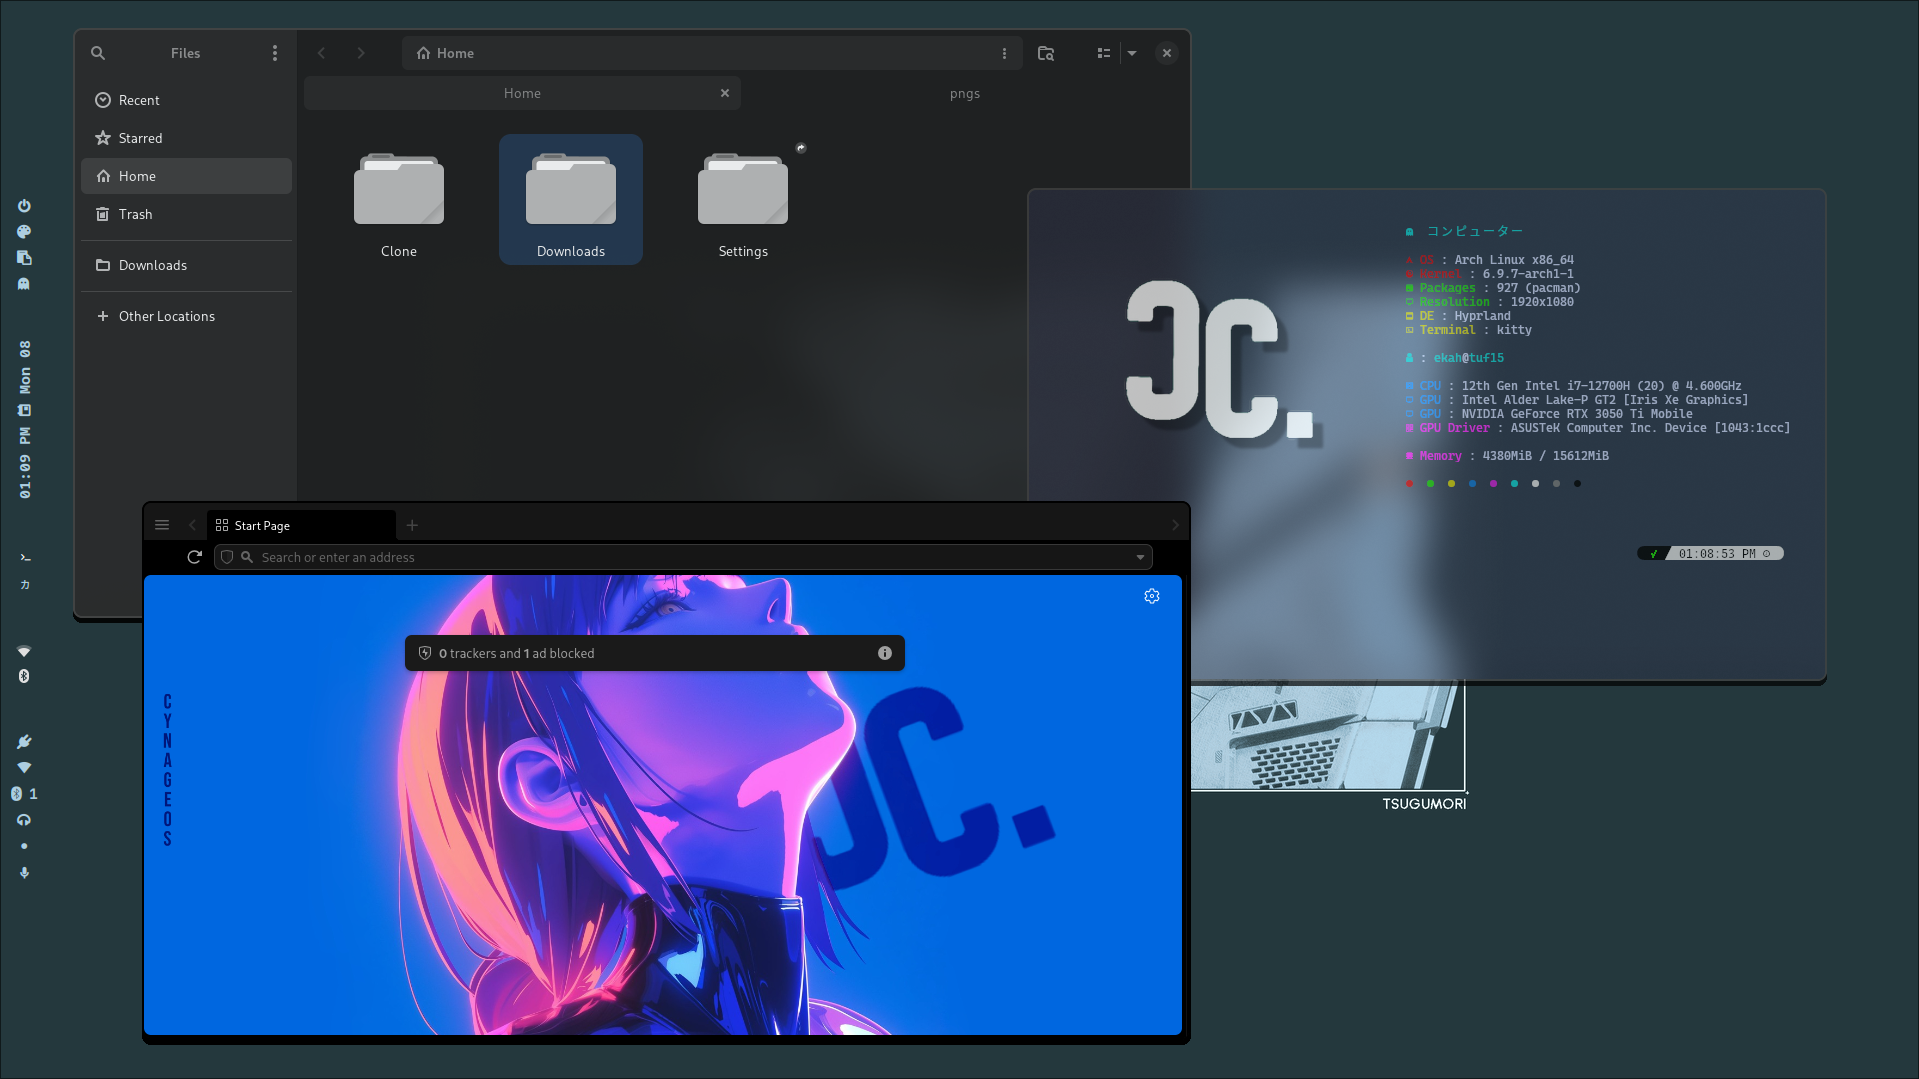 Files
Recent
Starred
Home
Trash
Downloads
Other Locations
Home
Home
pngs
Clone
Downloads
Settings
Mon 08
01:09 PM
カ
1
コンピューター
OS : Arch Linux x86_64
Kernel : 6.9.7-arch1-1
Packages : 927 (pacman)
Resolution : 1920x1080
DE : Hyprland
Terminal : kitty
: ekah@tuf15
CPU : 12th Gen Intel i7-12700H (20) @ 4.600GHz
GPU : Intel Alder Lake-P GT2 [Iris Xe Graphics]
GPU : NVIDIA GeForce RTX 3050 Ti Mobile
GPU Driver : ASUSTeK Computer Inc. Device [1043:1ccc]
Memory : 4380MiB / 15612MiB
01:08:53 PM
Start Page
Search or enter an address
0 trackers and 1 ad blocked
CYNAGEOS
TSUGUMORI